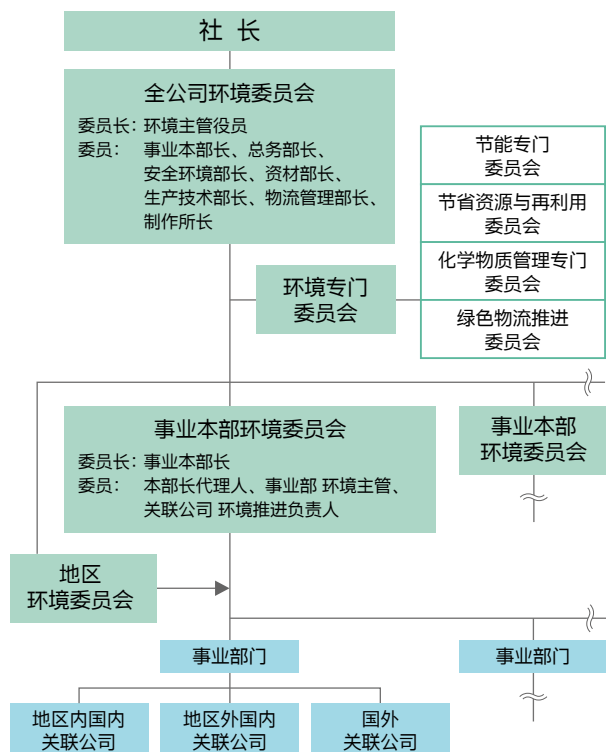 社 长
全公司环境委员会
委员长：环境主管役员
委员： 事业本部长、总务部长、
安全环境部长、资材部长、
生产技术部长、物流管理部长、
制作所长
节能专门
委员会
节省资源与再利用
委员会
化学物质管理专门
委员会
绿色物流推进
委员会
环境专门
委员会
事业本部环境委员会
委员长：事业本部长
委员： 本部长代理人、事业部 环境主管、
关联公司 环境推进负责人
事业本部
环境委员会
地区
环境委员会
事业部门
事业部门
地区内国内
关联公司
地区外国内
关联公司
国外
关联公司